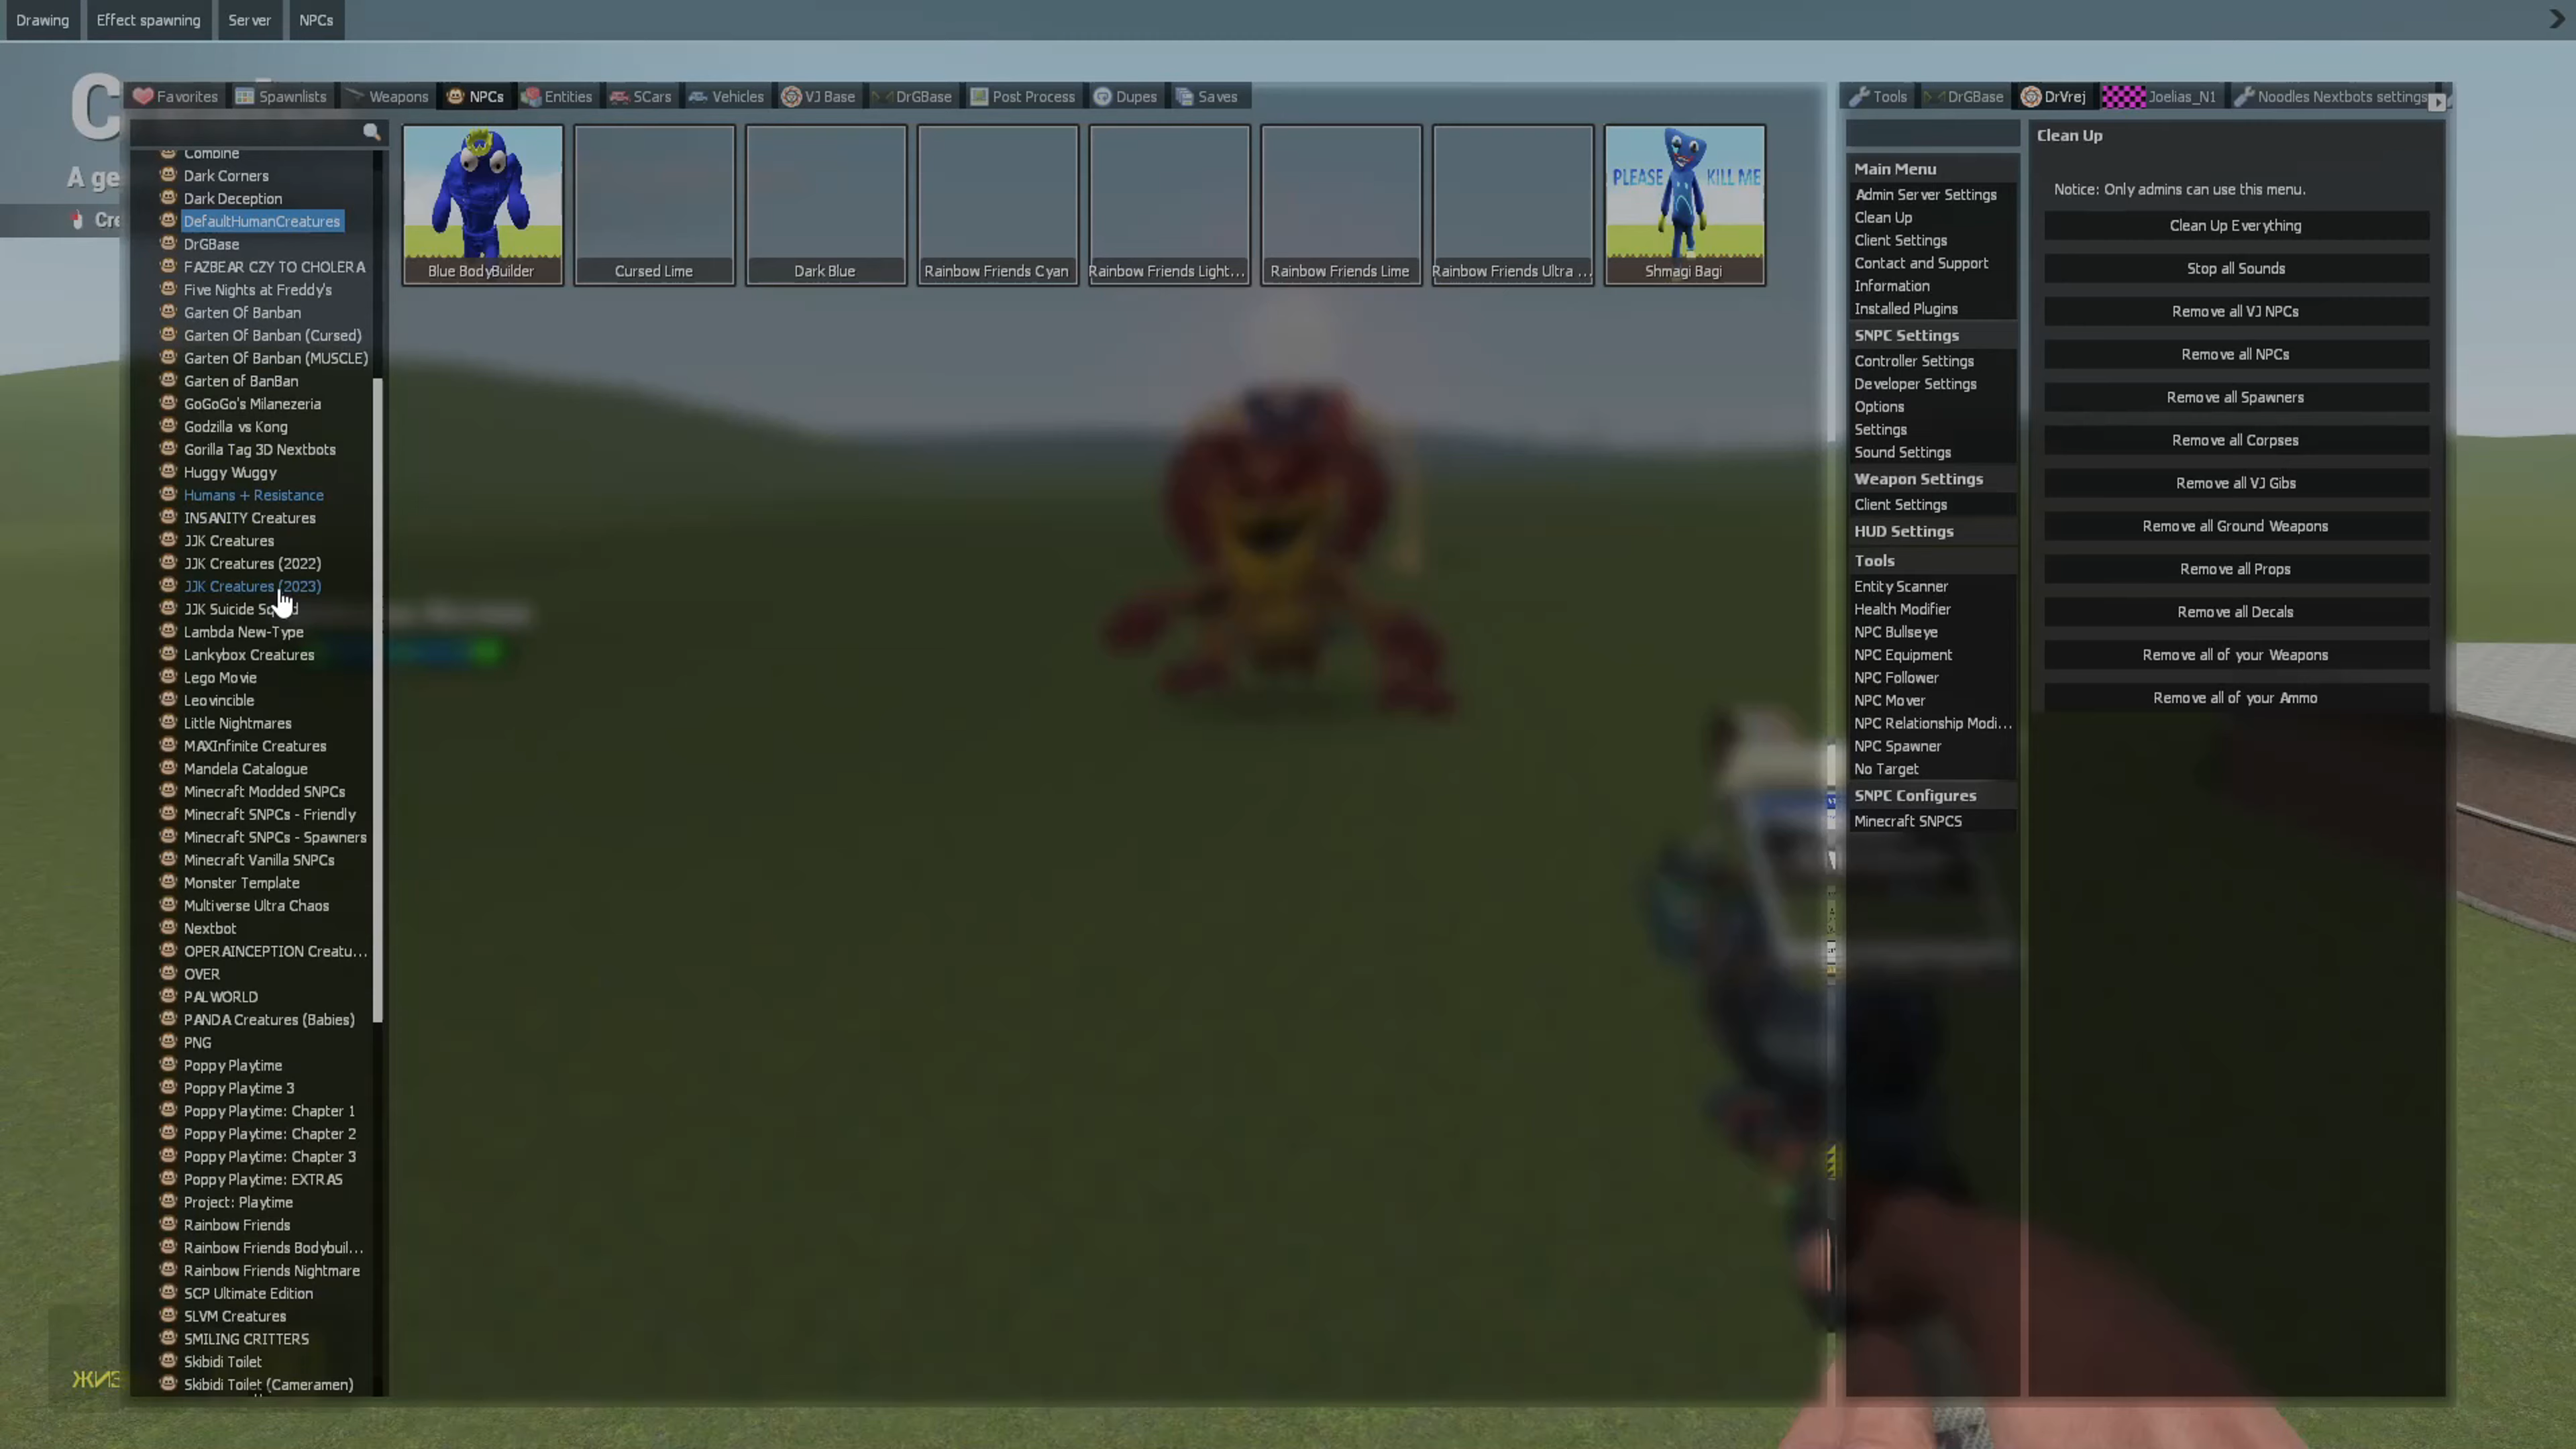 Drawing Effect spawning Server NPCs
C
A ge
Cre
Favorites Spawnlists Weapons NPCs Entities SCars Vehicles VJ Base DrGBase Post Process Dupes Saves
Combine
Dark Corners
Dark Deception
DefaultHumanCreatures
DrGBase
FAZBEAR CZY TO CHOLERA
Five Nights at Freddy's
Garten Of Banban
Garten Of Banban (Cursed)
Garten Of Banban (MUSCLE)
Garten of BanBan
GoGoGo's Milanezeria
Godzilla vs Kong
Gorilla Tag 3D Nextbots
Huggy Wuggy
Humans + Resistance
INSANITY Creatures
JJK Creatures
JJK Creatures (2022)
JJK Creatures (2023)
JJK Suicide Squad
Lambda New-Type
Lankybox Creatures
Lego Movie
Leovincible
Little Nightmares
MAXInfinite Creatures
Mandela Catalogue
Minecraft Modded SNPCs
Minecraft SNPCs - Friendly
Minecraft SNPCs - Spawners
Minecraft Vanilla SNPCs
Monster Template
Multiverse Ultra Chaos
Nextbot
OPERAINCEPTION Creatu...
OVER
PALWORLD
PANDA Creatures (Babies)
PNG
Poppy Playtime
Poppy Playtime 3
Poppy Playtime: Chapter 1
Poppy Playtime: Chapter 2
Poppy Playtime: Chapter 3
Poppy Playtime: EXTRAS
Project: Playtime
Rainbow Friends
Rainbow Friends Bodybuil...
Rainbow Friends Nightmare
SCP Ultimate Edition
SLVM Creatures
SMILING CRITTERS
Skibidi Toilet
Skibidi Toilet (Cameramen)
PLEASE KILL ME
Blue BodyBuilder Cursed Lime Dark Blue Rainbow Friends Cyan Rainbow Friends Light... Rainbow Friends Lime Rainbow Friends Ultra ... Shmagi Bagi
Tools DrGBase DrVrej Joelias_N1 Noodles Nextbots settings
Main Menu
Admin Server Settings
Clean Up
Client Settings
Contact and Support
Information
Installed Plugins
SNPC Settings
Controller Settings
Developer Settings
Options
Settings
Sound Settings
Weapon Settings
Client Settings
HUD Settings
Tools
Entity Scanner
Health Modifier
NPC Bullseye
NPC Equipment
NPC Follower
NPC Mover
NPC Relationship Modi...
NPC Spawner
No Target
SNPC Configures
Minecraft SNPCS
Clean Up
Notice: Only admins can use this menu.
Clean Up Everything
Stop all Sounds
Remove all VJ NPCs
Remove all NPCs
Remove all Spawners
Remove all Corpses
Remove all VJ Gibs
Remove all Ground Weapons
Remove all Props
Remove all Decals
Remove all of your Weapons
Remove all of your Ammo